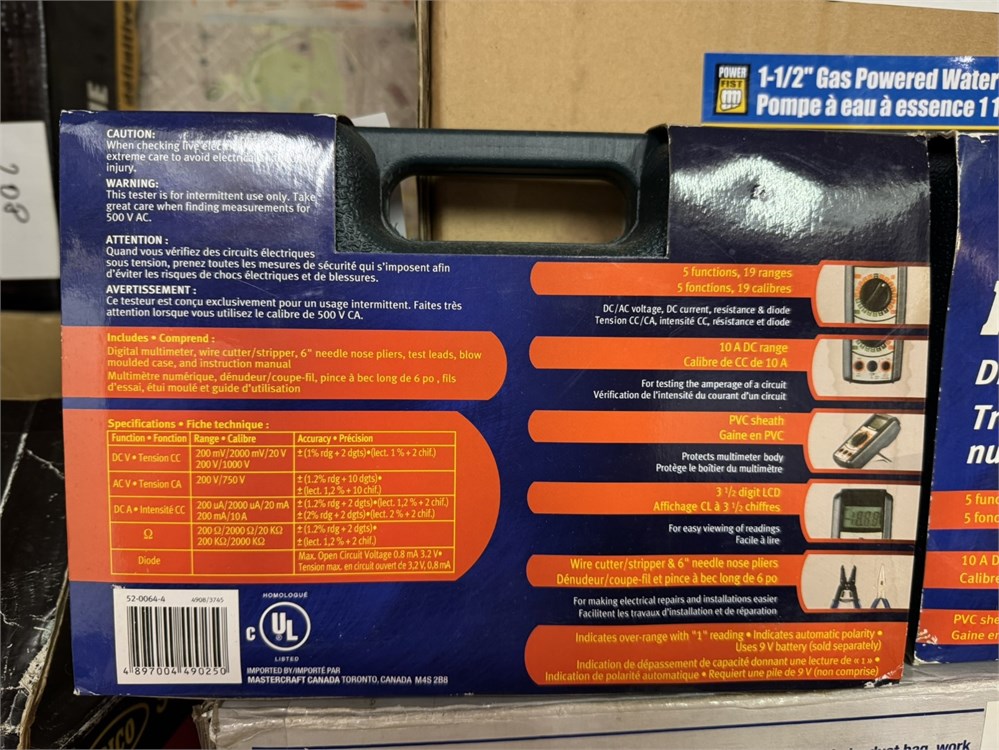 CAUTION:
When checking live
extreme care to avoid
injury.
WARNING:
This tester is for intermittent use only. Take
great care when finding measurements for
500 V AC.
ATTENTION :
Quand vous vérifiez des circuits électriques
sous tension, prenez toutes les mesures de sécurité qui s'imposent afin
d'éviter les risques de chocs électriques et de blessures.
AVERTISSEMENT :
Ce testeur est conçu exclusivement pour un usage intermittent. Faites très
attention lorsque vous utilisez le calibre de 500 V CA.
Includes • Comprend :
Digital multimeter, wire cutter/stripper, 6" needle nose pliers, test leads, blow
moulded case, and instruction manual
Multimètre numérique, dénudeur/coupe-fil, pince à bec long de 6 po , fils
d'essai, étui moulé et guide d'utilisation
Specifications • Fiche technique :
Function • Fonction Range • Calibre Accuracy • Précision
DC V • Tension CC 200 mV/2000 mV/20 V ±(1% rdg + 2 dgts)•(lect. 1 % + 2 chif.)
200 V/1000 V
AC V • Tension CA 200 V/750 V ±(1.2% rdg + 10 dgts)•
±(lect. 1,2 % + 10 chif.)
DC A • Intensité CC 200 uA/2000 uA/20 mA ±(1.2% rdg + 2 dgts)•(lect. 1,2 % + 2 chif.)
200 mA/10 A ±(2% rdg + 2 dgts)•(lect. 2 % + 2 chif.)
Ω 200 Ω/2000 Ω/20 KΩ ±(1.2% rdg + 2 dgts)•
200 KΩ/2000 KΩ ±(lect. 1,2 % + 2 chif.)
Diode Max. Open Circuit Voltage 0.8 mA 3.2 V•
Tension max. en circuit ouvert de 3,2 V, 0,8 mA
52-0064-4 4908/3745
4 897004 490250
HOMOLOGUÉ
C UL
LISTED
IMPORTED BY/IMPORTÉ PAR
MASTERCRAFT CANADA TORONTO, CANADA M4S 2B8
5 functions, 19 ranges
5 fonctions, 19 calibres
DC/AC voltage, DC current, resistance & diode
Tension CC/CA, intensité CC, résistance et diode
10 A DC range
Calibre de CC de 10 A
For testing the amperage of a circuit
Vérification de l'intensité du courant d'un circuit
PVC sheath
Gaine en PVC
Protects multimeter body
Protège le boîtier du multimètre
3 1/2 digit LCD
Affichage CL à 3 1/2 chiffres
For easy viewing of readings
Facile à lire
Wire cutter/stripper & 6" needle nose pliers
Dénudeur/coupe-fil et pince à bec long de 6 po
For making electrical repairs and installations easier
Facilitent les travaux d'installation et de réparation
Indicates over-range with "1" reading • Indicates automatic polarity •
Uses 9 V battery (sold separately)
Indication de dépassement de capacité donnant une lecture de « 1 » •
Indication de polarité automatique • Requiert une pile de 9 V (non comprise)
POWER
FIST
1-1/2" Gas Powered Water
Pompe à eau à essence 1
208
5 func
5 fonc
10 A D
Calibre
PVC she
Gaine en
work